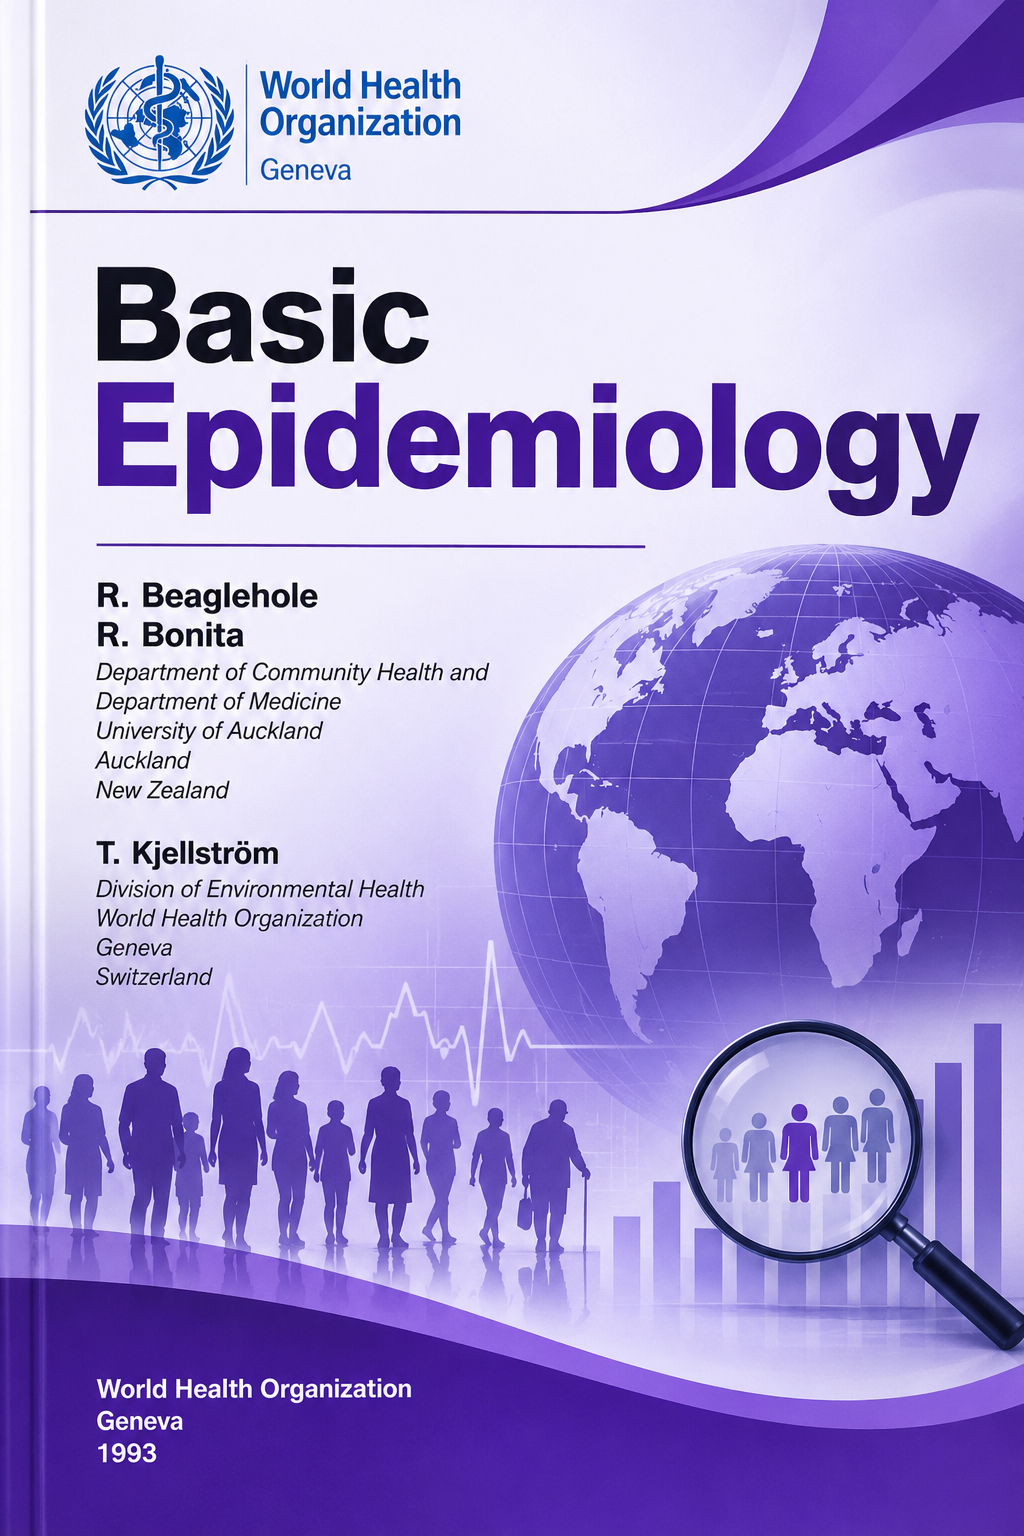 World Health
Organization
Geneva
Basic
Epidemiology
R. Beaglehole
R. Bonita
Department of Community Health and
Department of Medicine
University of Auckland
Auckland
New Zealand
T. Kjellström
Division of Environmental Health
World Health Organization
Geneva
Switzerland
World Health Organization
Geneva
1993